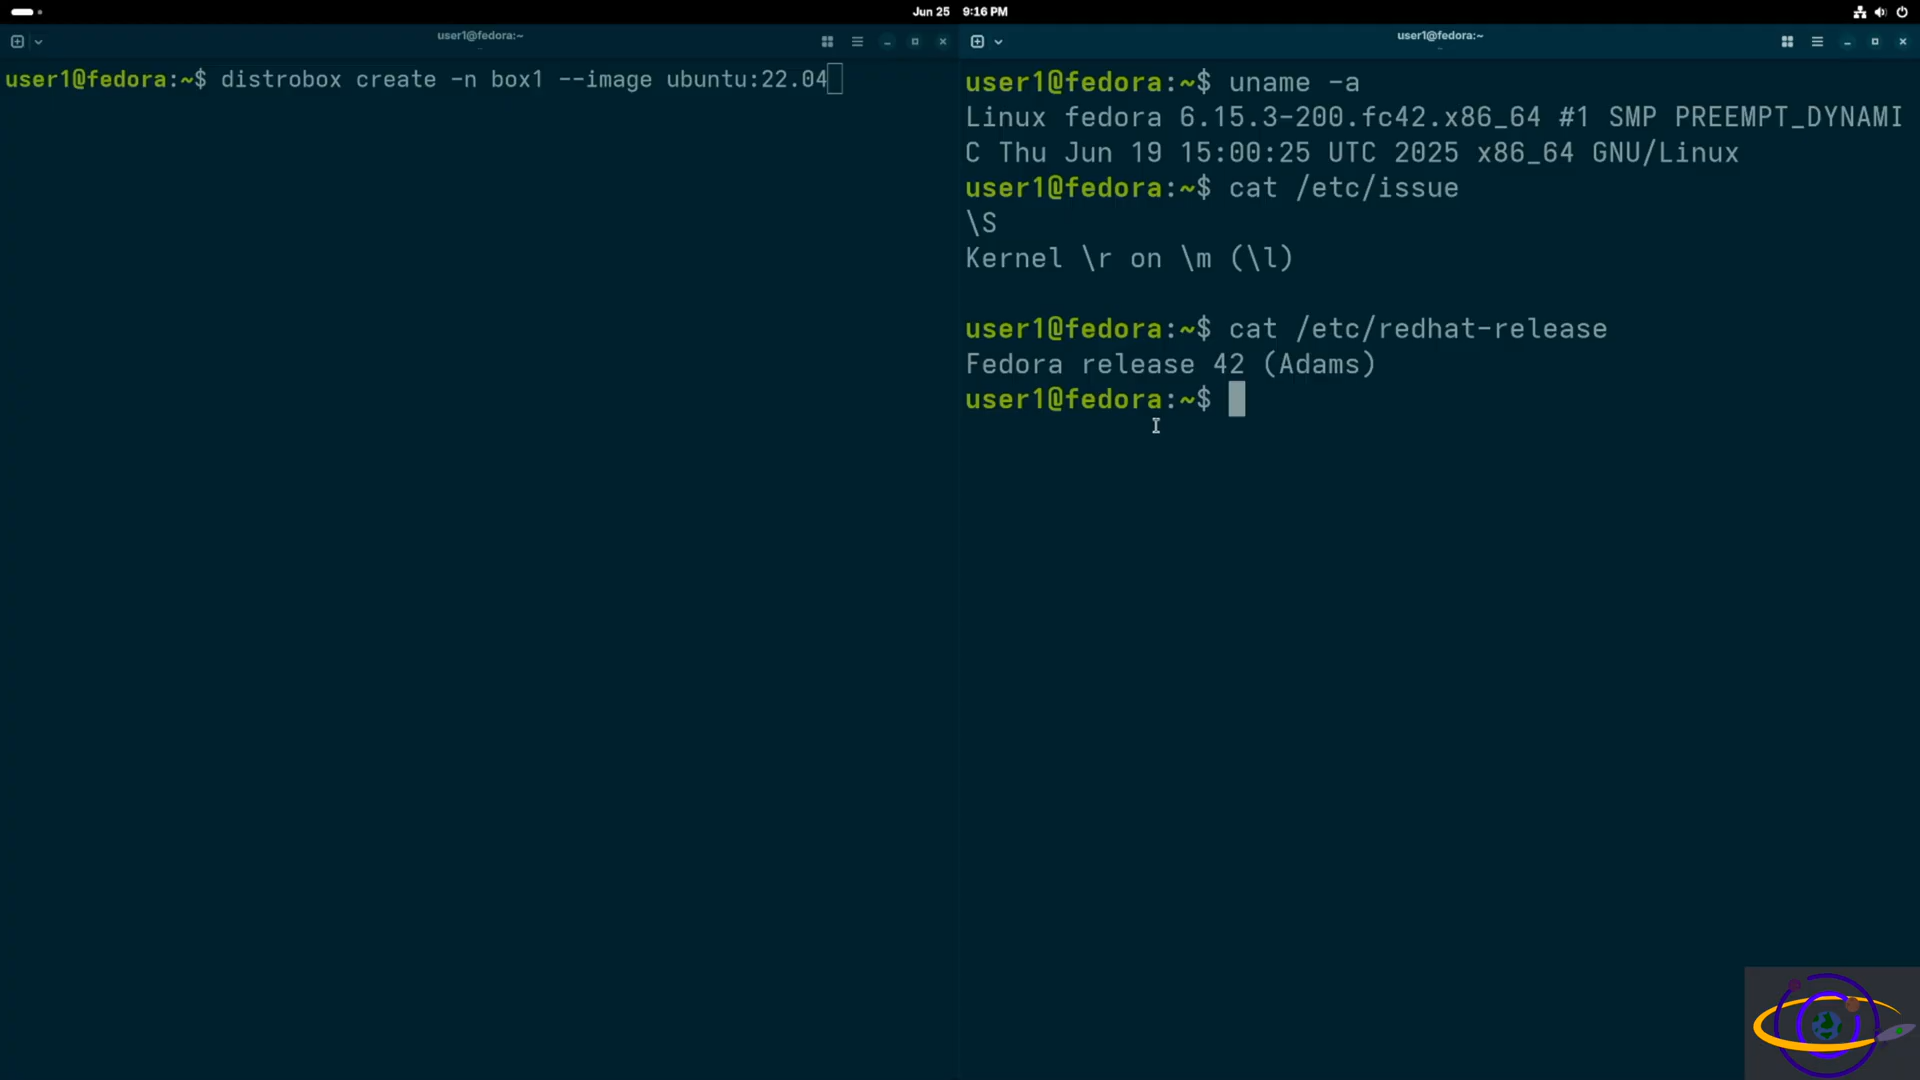 Jun 25 9:16 PM
user1@fedora:~
user1@fedora:~$ distrobox create -n box1 --image ubuntu:22.04
user1@fedora:~
user1@fedora:~$ uname -a
Linux fedora 6.15.3-200.fc42.x86_64 #1 SMP PREEMPT_DYNAMI
C Thu Jun 19 15:00:25 UTC 2025 x86_64 GNU/Linux
user1@fedora:~$ cat /etc/issue
\S
Kernel \r on \m (\l)
user1@fedora:~$ cat /etc/redhat-release
Fedora release 42 (Adams)
user1@fedora:~$